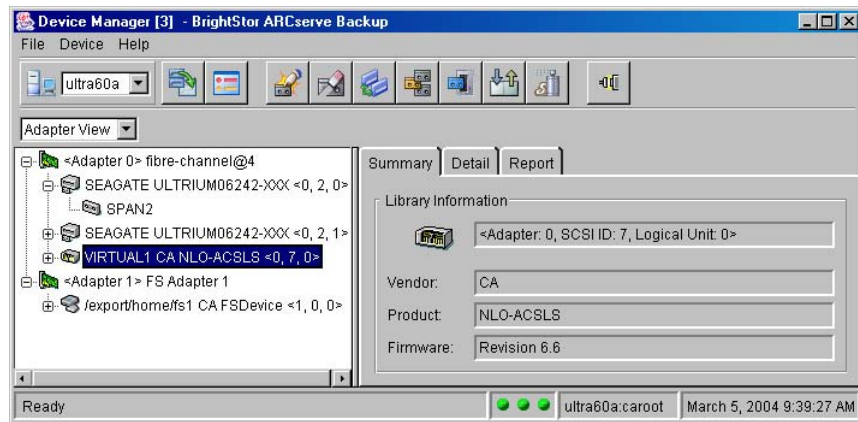 Device Manager [3] - BrightStor ARCserve Backup
File Device Help
ultra60a
Adapter View
<Adapter 0> fibre-channel@4
SEAGATE ULTRIUM06242-XXX <0, 2, 0>
SPAN2
SEAGATE ULTRIUM06242-XXX <0, 2, 1>
VIRTUAL1 CA NLO-ACSLS <0, 7, 0>
<Adapter 1> FS Adapter 1
/export/home/fs1 CA FSDevice <1, 0, 0>
Summary Detail Report
Library Information
<Adapter: 0, SCSI ID: 7, Logical Unit: 0>
Vendor: CA
Product: NLO-ACSLS
Firmware: Revision 6.6
Ready ultra60a:caroot March 5, 2004 9:39:27 AM